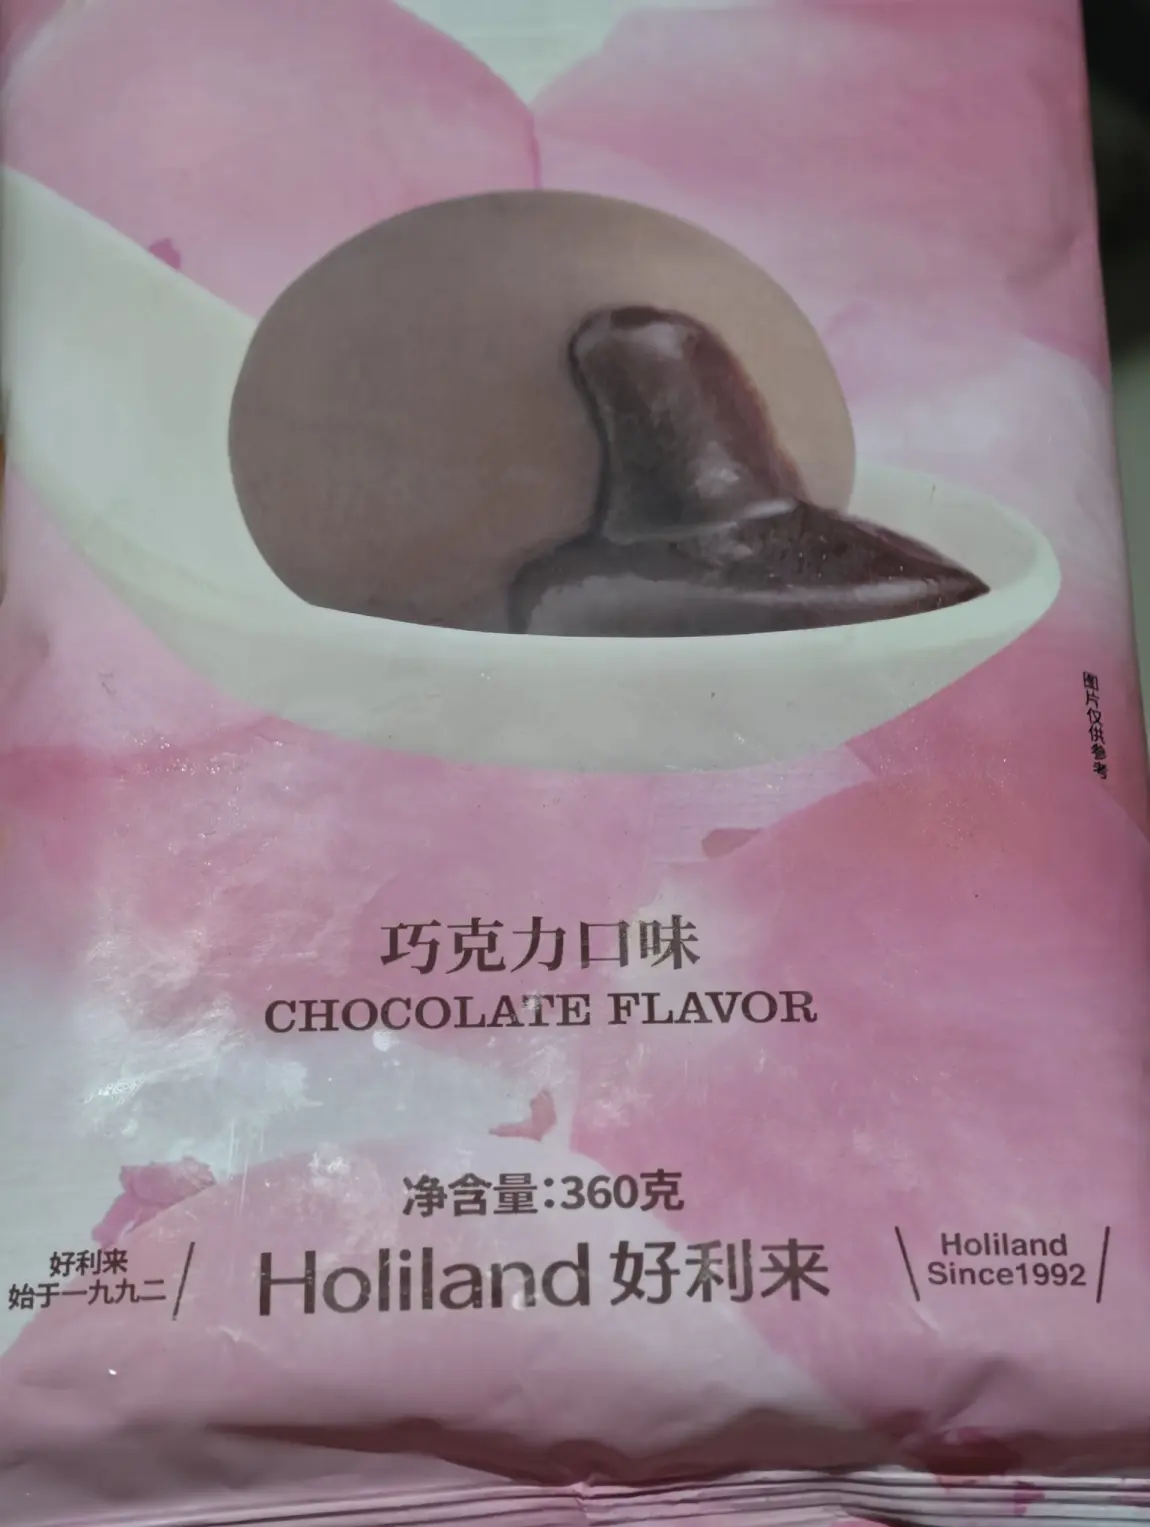 图片仅供参考
巧克力口味
CHOCOLATE FLAVOR
净含量:360克
好利来
始于一九九二
Holiland 好利来
Holiland
Since1992